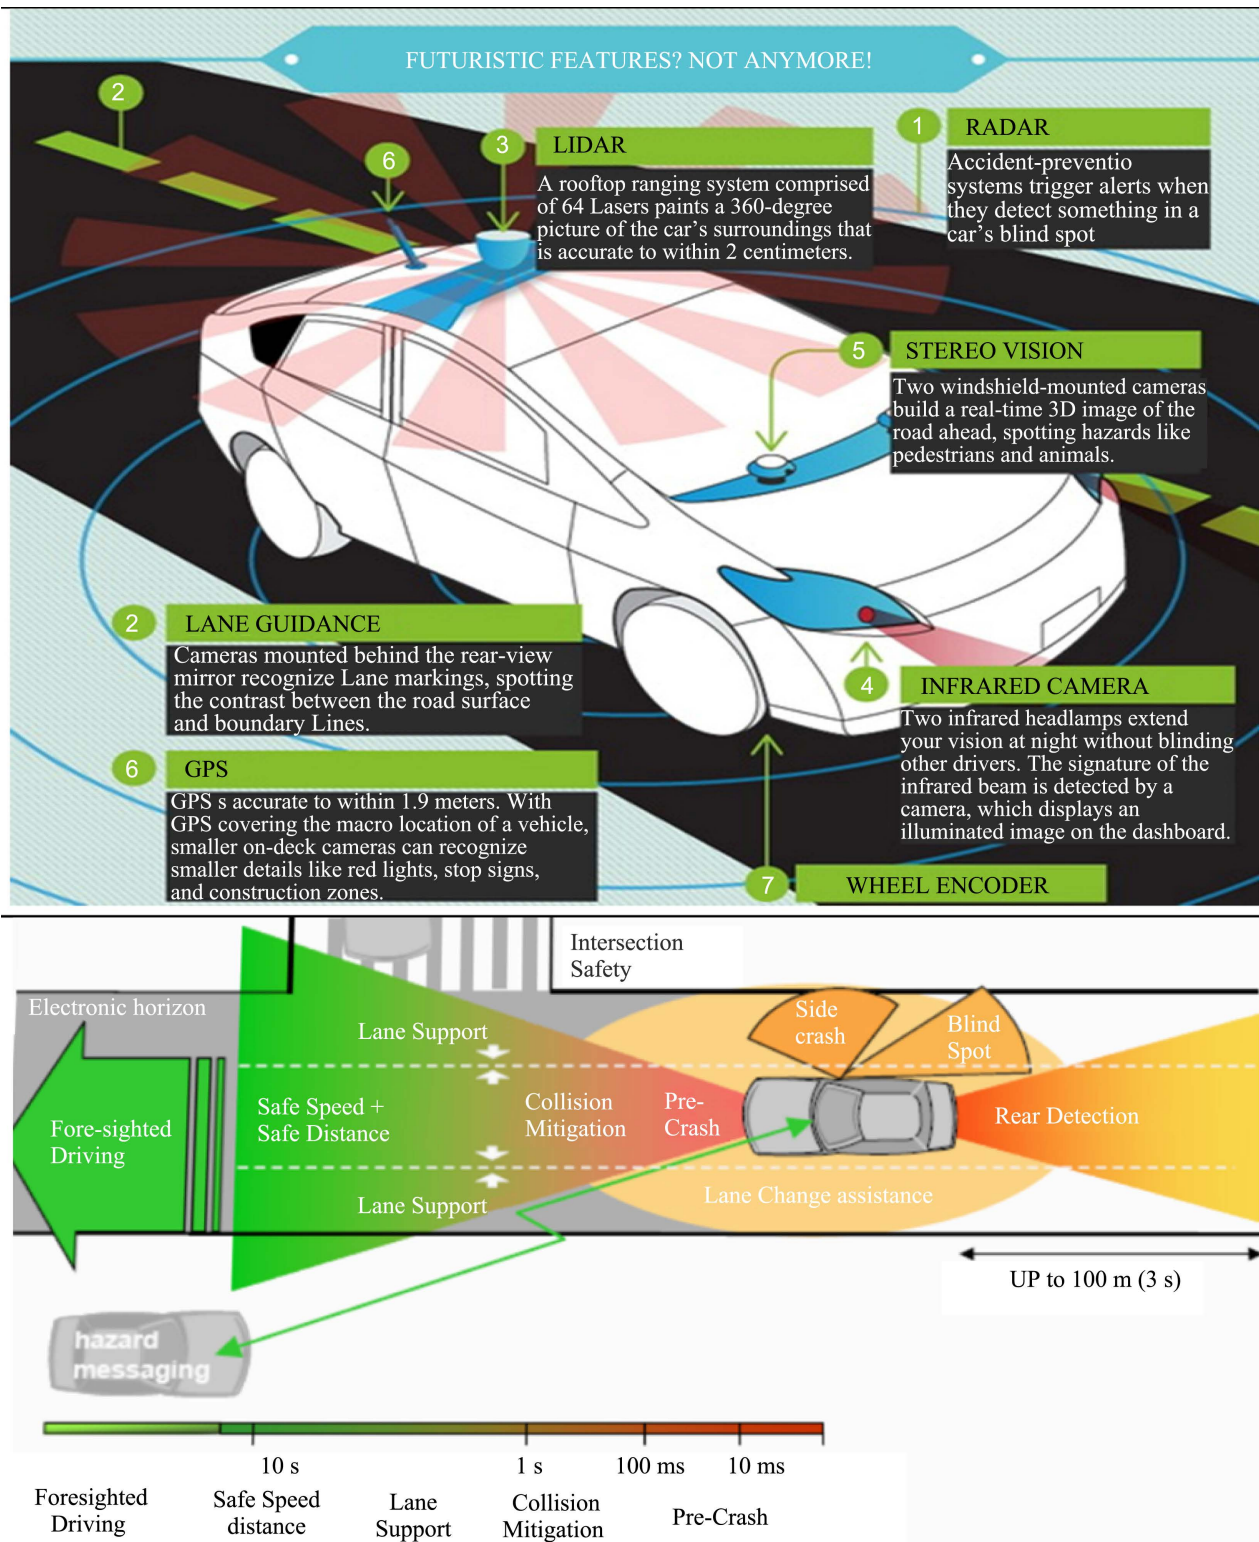 FUTURISTIC FEATURES? NOT ANYMORE!
2
6
3
LIDAR
A rooftop ranging system comprised
of 64 Lasers paints a 360-degree
picture of the car's surroundings that
is accurate to within 2 centimeters.
1
RADAR
Accident-preventio
systems trigger alerts when
they detect something in a
car's blind spot
5
STEREO VISION
Two windshield-mounted cameras
build a real-time 3D image of the
road ahead, spotting hazards like
pedestrians and animals.
2
LANE GUIDANCE
Cameras mounted behind the rear-view
mirror recognize Lane markings, spotting
the contrast between the road surface
and boundary Lines.
4
INFRARED CAMERA
Two infrared headlamps extend
your vision at night without blinding
other drivers. The signature of the
infrared beam is detected by a
camera, which displays an
illuminated image on the dashboard.
6
GPS
GPS s accurate to within 1.9 meters. With
GPS covering the macro location of a vehicle,
smaller on-deck cameras can recognize
smaller details like red lights, stop signs,
and construction zones.
7
WHEEL ENCODER
Intersection
Safety
Electronic horizon
Lane Support
Side
crash
Blind
Spot
Fore-sighted
Driving
Safe Speed +
Safe Distance
Collision
Mitigation
Pre-
Crash
Rear Detection
Lane Support
Lane Change assistance
UP to 100 m (3 s)
hazard
messaging
10 s
1 s
100 ms
10 ms
Foresighted
Driving
Safe Speed
distance
Lane
Support
Collision
Mitigation
Pre-Crash